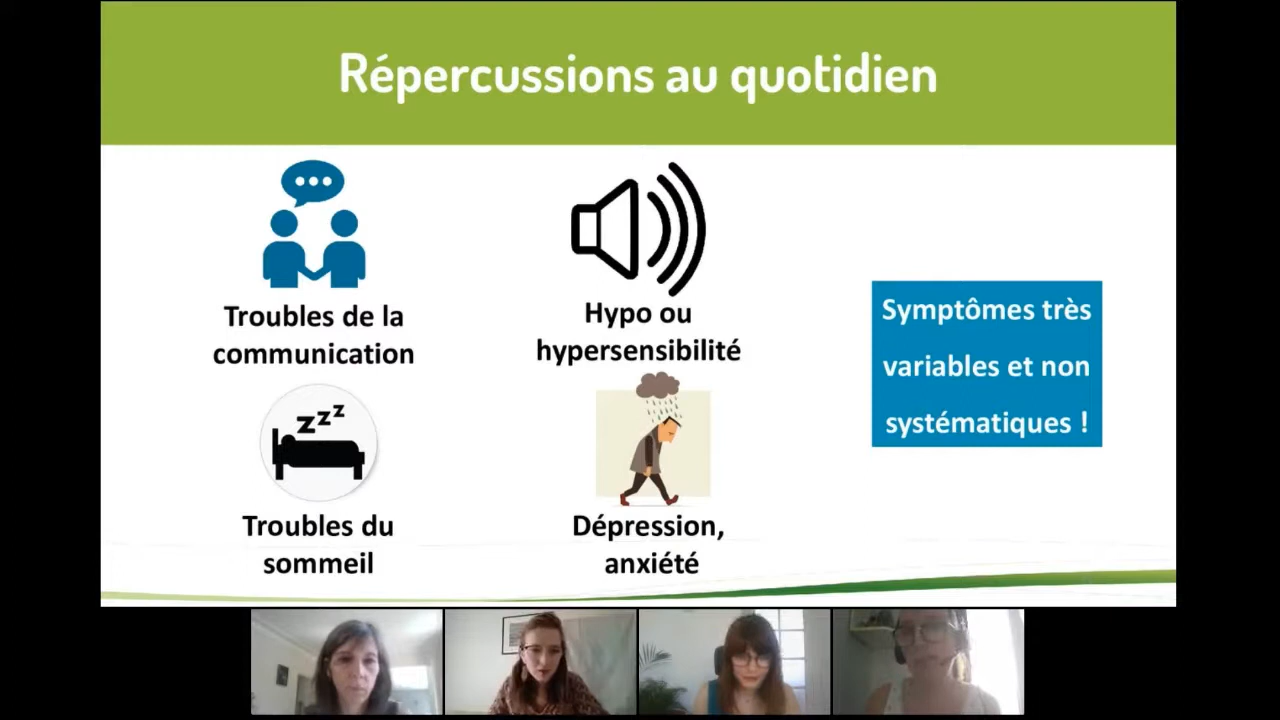 Répercussions au quotidien
Troubles de la
communication
Hypo ou
hypersensibilité
zzz
Troubles du
sommeil
Dépression,
anxiété
Symptômes très
variables et non
systématiques !